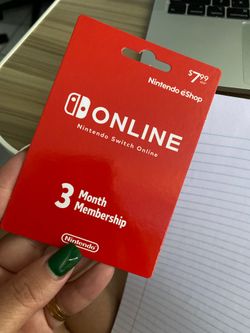 $7.99
Nintendo eShop
ONLINE
Nintendo Switch Online
3 Month
Membership
Nintendo